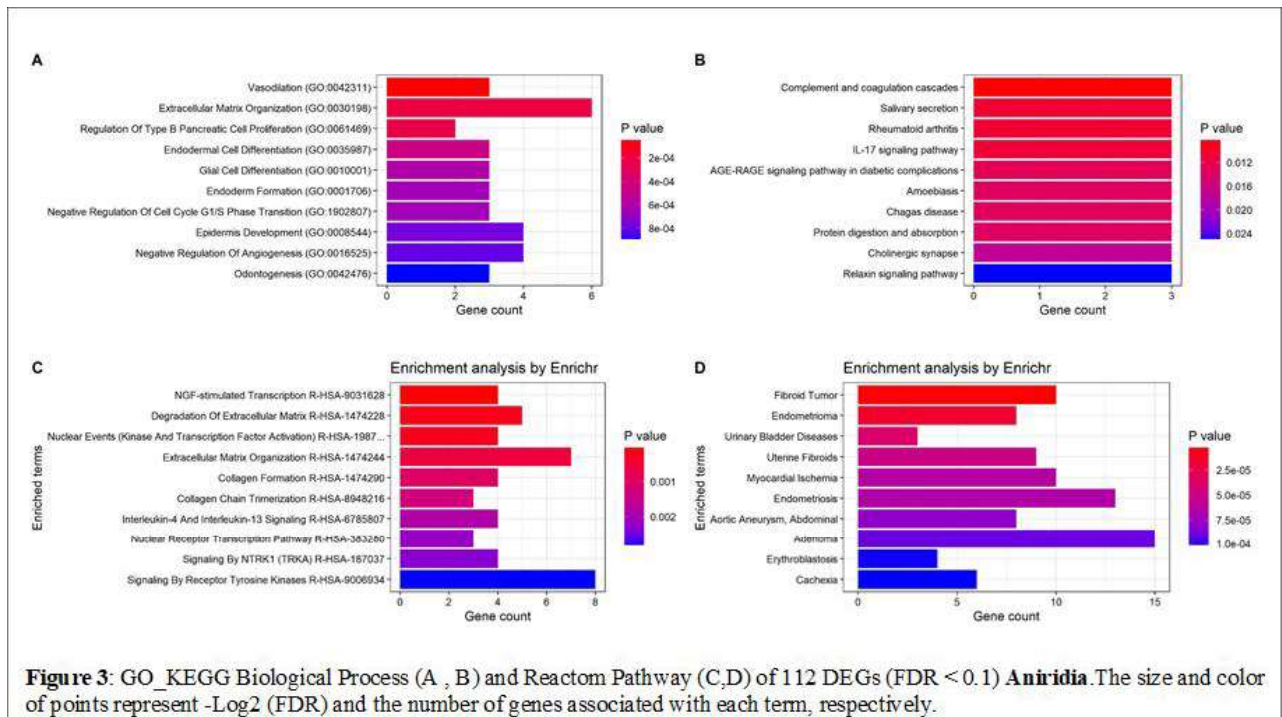 A
Vasodilation (GO:0042311)
Extracellular Matrix Organization (GO:0030198)
Regulation Of Type B Pancreatic Cell Proliferation (GO:0061469)
Endodermal Cell Differentiation (GO:0035987)
Glial Cell Differentiation (GO:0010001)
Endoderm Formation (GO:0001706)
Negative Regulation Of Cell Cycle G1/S Phase Transition (GO:1902807)
Epidermis Development (GO:0008544)
Negative Regulation Of Angiogenesis (GO:0016525)
Odontogenesis (GO:0042476)
0 2 4 6
Gene count
P value
2e-04
4e-04
6e-04
8e-04
B
Complement and coagulation cascades
Salivary secretion
Rheumatoid arthritis
IL-17 signaling pathway
AGE-RAGE signaling pathway in diabetic complications
Amoebiasis
Chagas disease
Protein digestion and absorption
Cholinergic synapse
Relaxin signaling pathway
0 1 2 3
Gene count
P value
0.012
0.016
0.020
0.024
C
Enrichment analysis by Enrichr
Enriched terms
NGF-stimulated Transcription R-HSA-9031628
Degradation Of Extracellular Matrix R-HSA-1474228
Nuclear Events (Kinase And Transcription Factor Activation) R-HSA-1987...
Extracellular Matrix Organization R-HSA-1474244
Collagen Formation R-HSA-1474290
Collagen Chain Trimerization R-HSA-8948216
Interleukin-4 And Interleukin-13 Signaling R-HSA-6785807
Nuclear Receptor Transcription Pathway R-HSA-383280
Signaling By NTRK1 (TRKA) R-HSA-187037
Signaling By Receptor Tyrosine Kinases R-HSA-9006934
0 2 4 6 8
Gene count
P value
0.001
0.002
D
Enrichment analysis by Enrichr
Enriched terms
Fibroid Tumor
Endometrioma
Urinary Bladder Diseases
Uterine Fibroids
Myocardial Ischemia
Endometriosis
Aortic Aneurysm, Abdominal
Adenoma
Erythroblastosis
Cachexia
0 5 10 15
Gene count
P value
2.5e-05
5.0e-05
7.5e-05
1.0e-04
Figure 3: GO_KEGG Biological Process (A , B) and Reactom Pathway (C,D) of 112 DEGs (FDR < 0.1) Aniridia.The size and color
of points represent -Log2 (FDR) and the number of genes associated with each term, respectively.